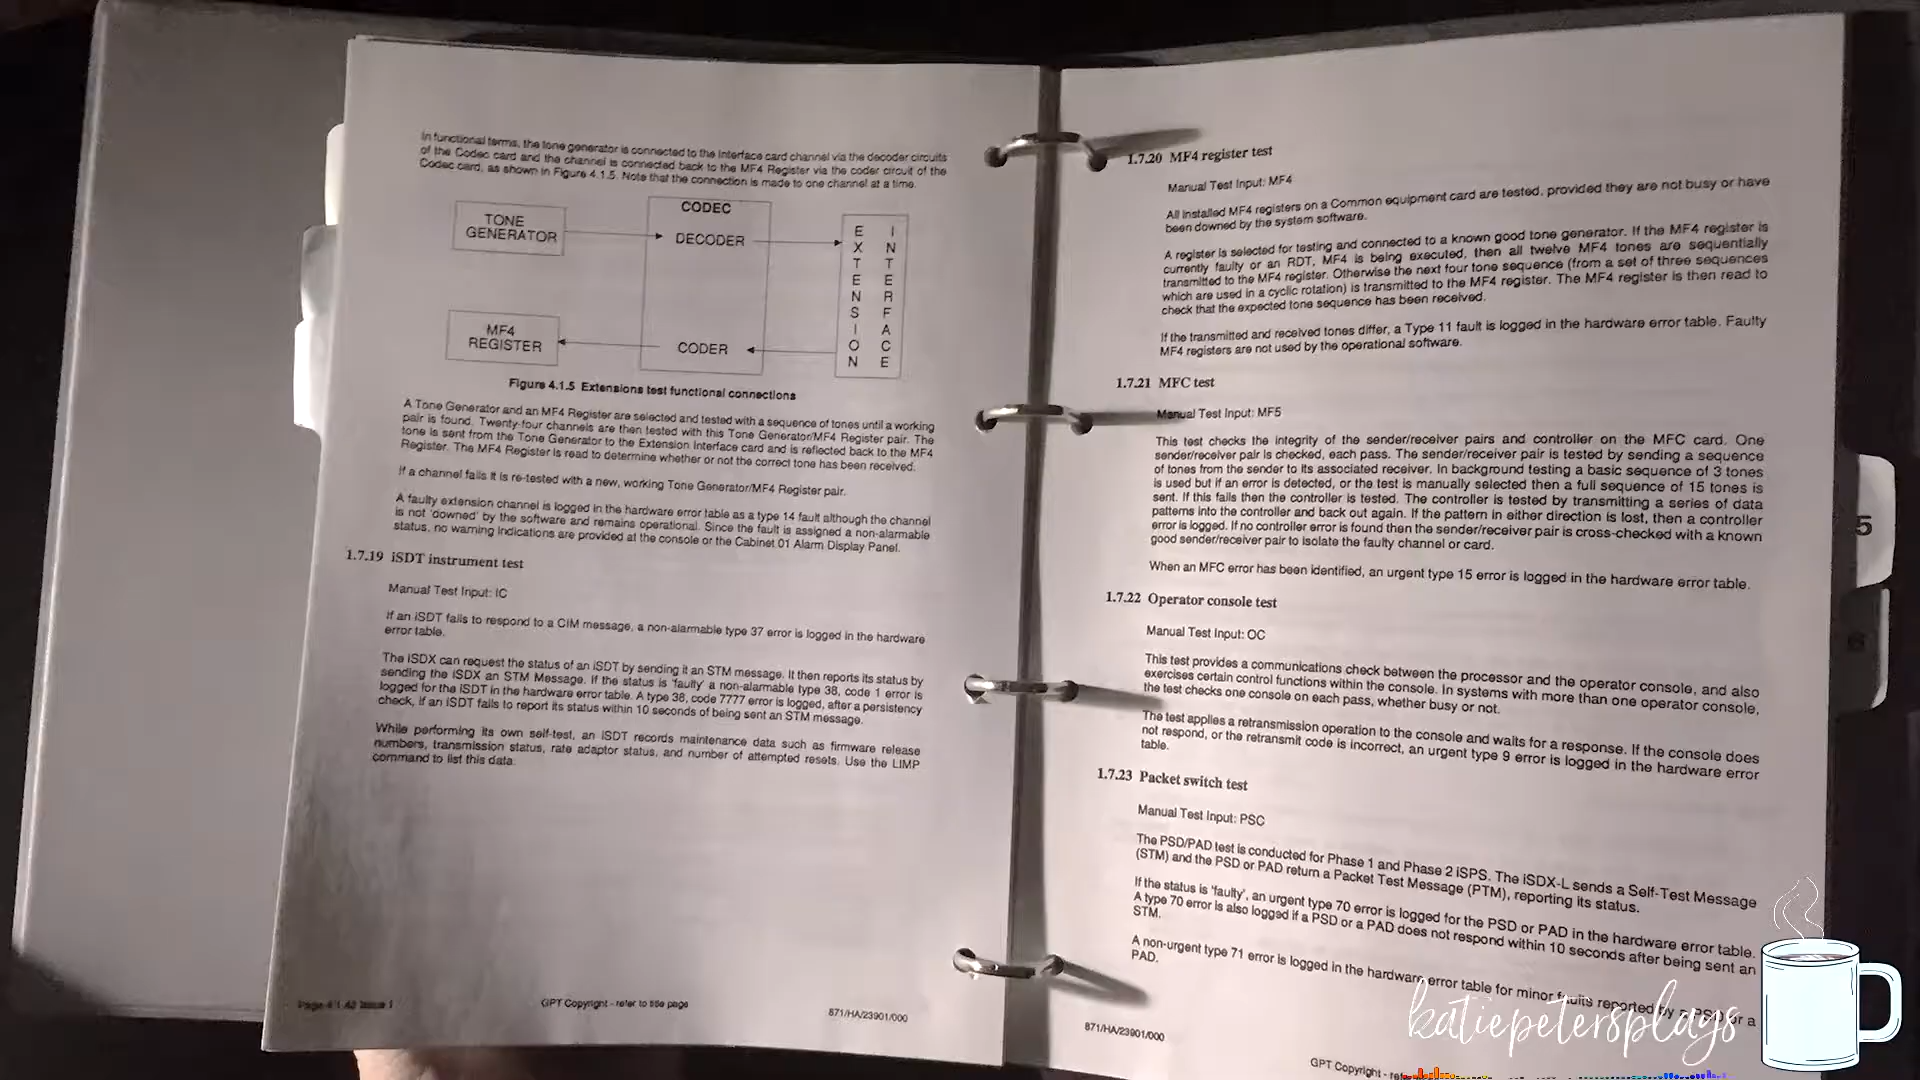 In functional terms, the tone generator is connected to the Interface card channel via the decoder circuits
of the Codec card and the channel is connected back to the MF4 Register via the coder circuit of the
Codec card, as shown in Figure 4.1.5. Note that the connection is made to one channel at a time.
TONE
GENERATOR
CODEC
DECODER
EXTENSION
INTERFACE
MF4
REGISTER
CODER
Figure 4.1.5 Extensions test functional connections
A Tone Generator and an MF4 Register are selected and tested with a sequence of tones until a working
pair is found. Twenty-four channels are then tested with this Tone Generator/MF4 Register pair. The
tone is sent from the Tone Generator to the Extension Interface card and is reflected back to the MF4
Register. The MF4 Register is read to determine whether or not the correct tone has been received.
If a channel fails it is re-tested with a new, working Tone Generator/MF4 Register pair.
A faulty extension channel is logged in the hardware error table as a type 14 fault although the channel
is not 'downed' by the software and remains operational. Since the fault is assigned a non-alarmable
status, no warning indications are provided at the console or the Cabinet 01 Alarm Display Panel.
1.7.19 iSDT instrument test
Manual Test Input: IC
If an iSDT fails to respond to a CIM message, a non-alarmable type 37 error is logged in the hardware
error table.
The iSDX can request the status of an iSDT by sending it an STM message. It then reports its status by
sending the iSDX an STM Message. If the status is 'faulty' a non-alarmable type 38, code 1 error is
logged for the iSDT in the hardware error table. A type 38, code 7777 error is logged, after a persistency
check, if an iSDT fails to report its status within 10 seconds of being sent an STM message.
While performing its own self-test, an iSDT records maintenance data such as firmware release
numbers, transmission status, rate adaptor status, and number of attempted resets. Use the LIMP
command to list this data.
Page 4.1.42 Issue 1
GPT Copyright - refer to title page
871/HA/23901/000
1.7.20 MF4 register test
Manual Test Input: MF4
All installed MF4 registers on a Common equipment card are tested, provided they are not busy or have
been downed by the system software.
A register is selected for testing and connected to a known good tone generator. If the MF4 register is
currently faulty or an RDT, MF4 is being executed, then all twelve MF4 tones are sequentially
transmitted to the MF4 register. Otherwise the next four tone sequence (from a set of three sequences
which are used in a cyclic rotation) is transmitted to the MF4 register. The MF4 register is then read to
check that the expected tone sequence has been received.
If the transmitted and received tones differ, a Type 11 fault is logged in the hardware error table. Faulty
MF4 registers are not used by the operational software.
1.7.21 MFC test
Manual Test Input: MF5
This test checks the integrity of the sender/receiver pairs and controller on the MFC card. One
sender/receiver pair is checked, each pass. The sender/receiver pair is tested by sending a sequence
of tones from the sender to its associated receiver. In background testing a basic sequence of 3 tones
is used but if an error is detected, or the test is manually selected then a full sequence of 15 tones is
sent. If this fails then the controller is tested. The controller is tested by transmitting a series of data
patterns into the controller and back out again. If the pattern in either direction is lost, then a controller
error is logged. If no controller error is found then the sender/receiver pair is cross-checked with a known
good sender/receiver pair to isolate the faulty channel or card.
When an MFC error has been identified, an urgent type 15 error is logged in the hardware error table.
1.7.22 Operator console test
Manual Test Input: OC
This test provides a communications check between the processor and the operator console, and also
exercises certain control functions within the console. In systems with more than one operator console,
the test checks one console on each pass, whether busy or not.
The test applies a retransmission operation to the console and waits for a response. If the console does
not respond, or the retransmit code is incorrect, an urgent type 9 error is logged in the hardware error
table.
1.7.23 Packet switch test
Manual Test Input: PSC
The PSD/PAD test is conducted for Phase 1 and Phase 2 iSPS. The iSDX-L sends a Self-Test Message
(STM) and the PSD or PAD return a Packet Test Message (PTM), reporting its status.
If the status is 'faulty', an urgent type 70 error is logged for the PSD or PAD in the hardware error table.
A type 70 error is also logged if a PSD or a PAD does not respond within 10 seconds after being sent an
STM.
A non-urgent type 71 error is logged in the hardware error table for minor faults reported by a PSD or a
PAD.
871/HA/23901/000
GPT Copyright -
5
6
katiepetersplays